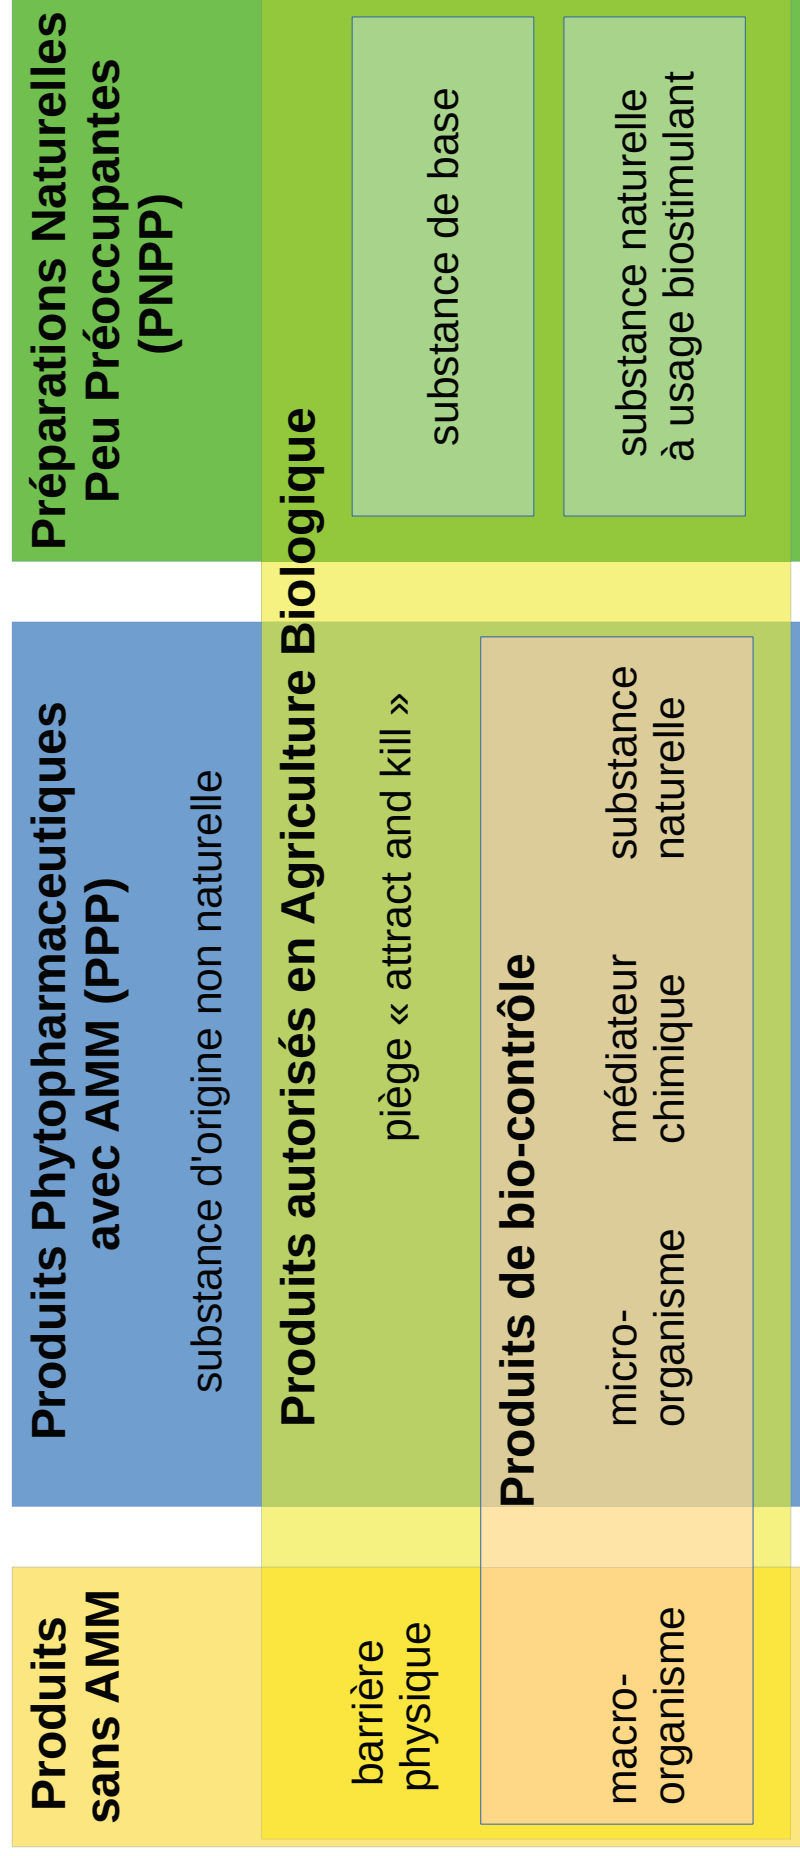 Produits
sans AMM
Produits Phytopharmaceutiques
avec AMM (PPP)
Préparations Naturelles
Peu Préoccupantes
(PNPP)
substance d'origine non naturelle
Produits autorisés en Agriculture Biologique
barrière
physique
piège « attract and kill »
substance de base
Produits de bio-contrôle
macro-
organisme
micro-
organisme
médiateur
chimique
substance
naturelle
substance naturelle
à usage biostimulant